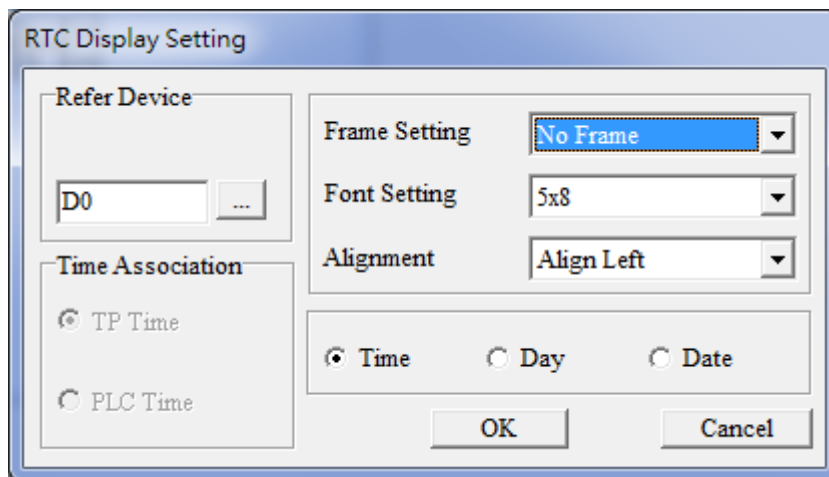 RTC Display Setting
Refer Device
D0
...
Time Association
TP Time
PLC Time
Frame Setting
No Frame
Font Setting
5x8
Alignment
Align Left
Time
Day
Date
OK
Cancel